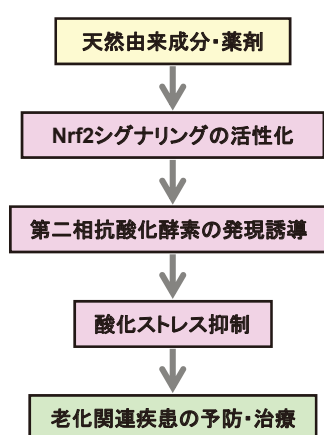 天然由来成分・薬剤
Nrf2シグナリングの活性化
第二相抗酸化酵素の発現誘導
酸化ストレス抑制
老化関連疾患の予防・治療